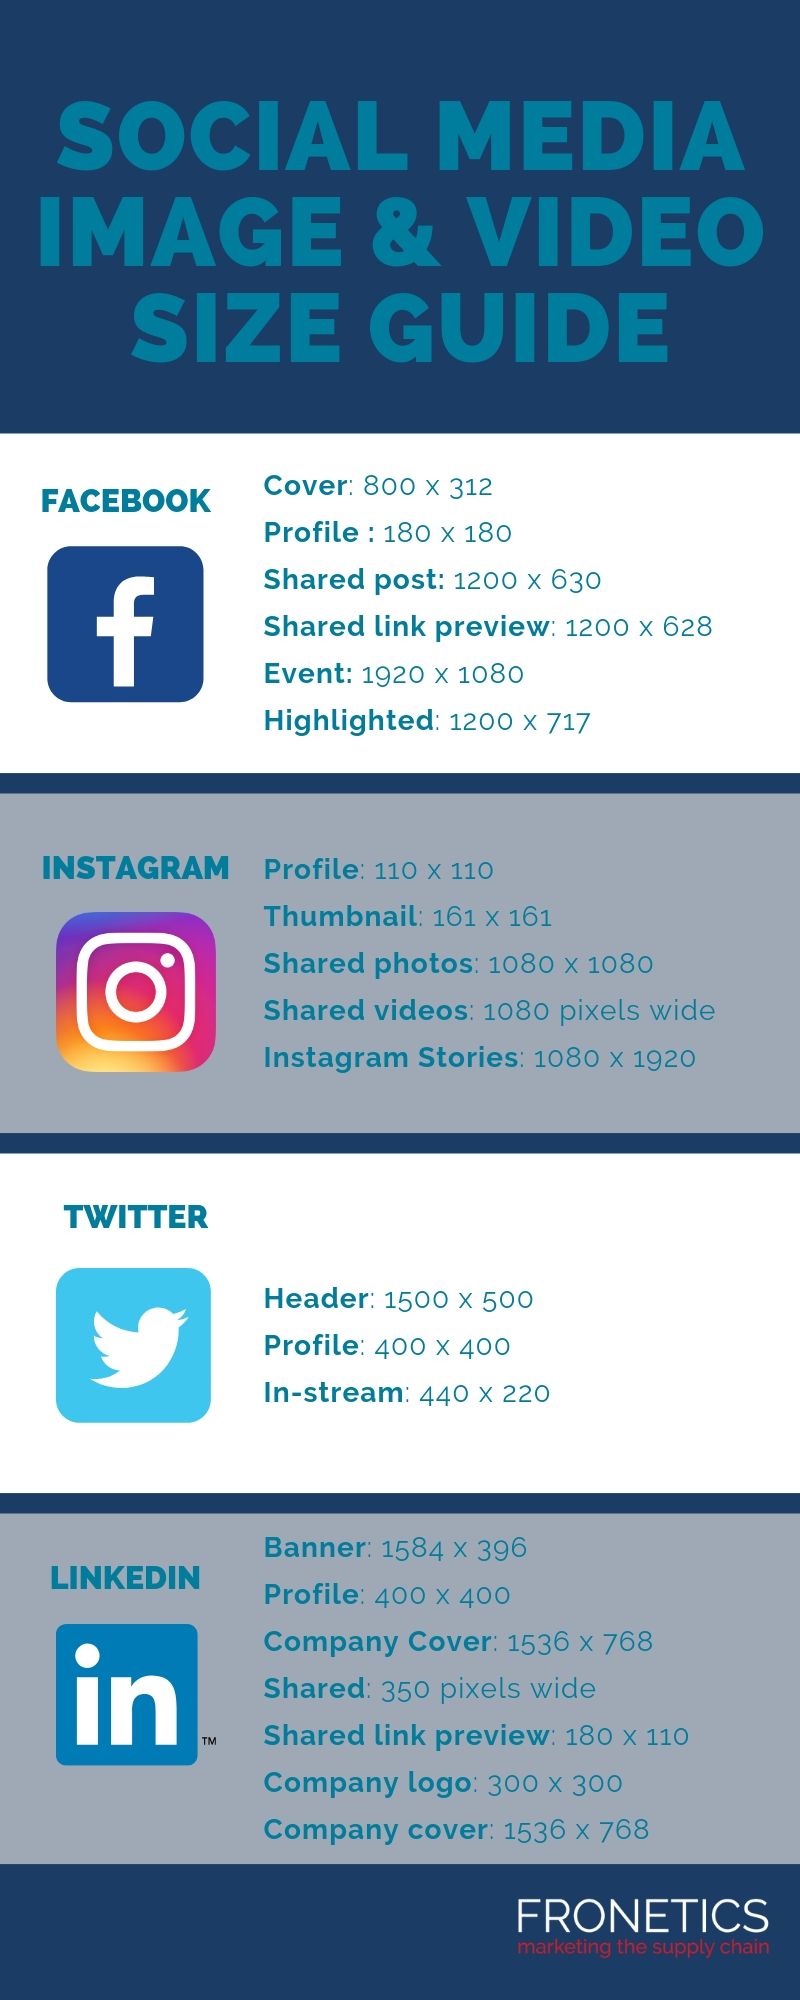 SOCIAL MEDIA
IMAGE & VIDEO
SIZE GUIDE
FACEBOOK
Cover: 800 x 312
Profile : 180 x 180
Shared post: 1200 x 630
Shared link preview: 1200 x 628
Event: 1920 x 1080
Highlighted: 1200 x 717
INSTAGRAM
Profile: 110 x 110
Thumbnail: 161 x 161
Shared photos: 1080 x 1080
Shared videos: 1080 pixels wide
Instagram Stories: 1080 x 1920
TWITTER
Header: 1500 x 500
Profile: 400 x 400
In-stream: 440 x 220
LINKEDIN
in TM
Banner: 1584 x 396
Profile: 400 x 400
Company Cover: 1536 x 768
Shared: 350 pixels wide
Shared link preview: 180 x 110
Company logo: 300 x 300
Company cover: 1536 x 768
FRONETICS
marketing the supply chain